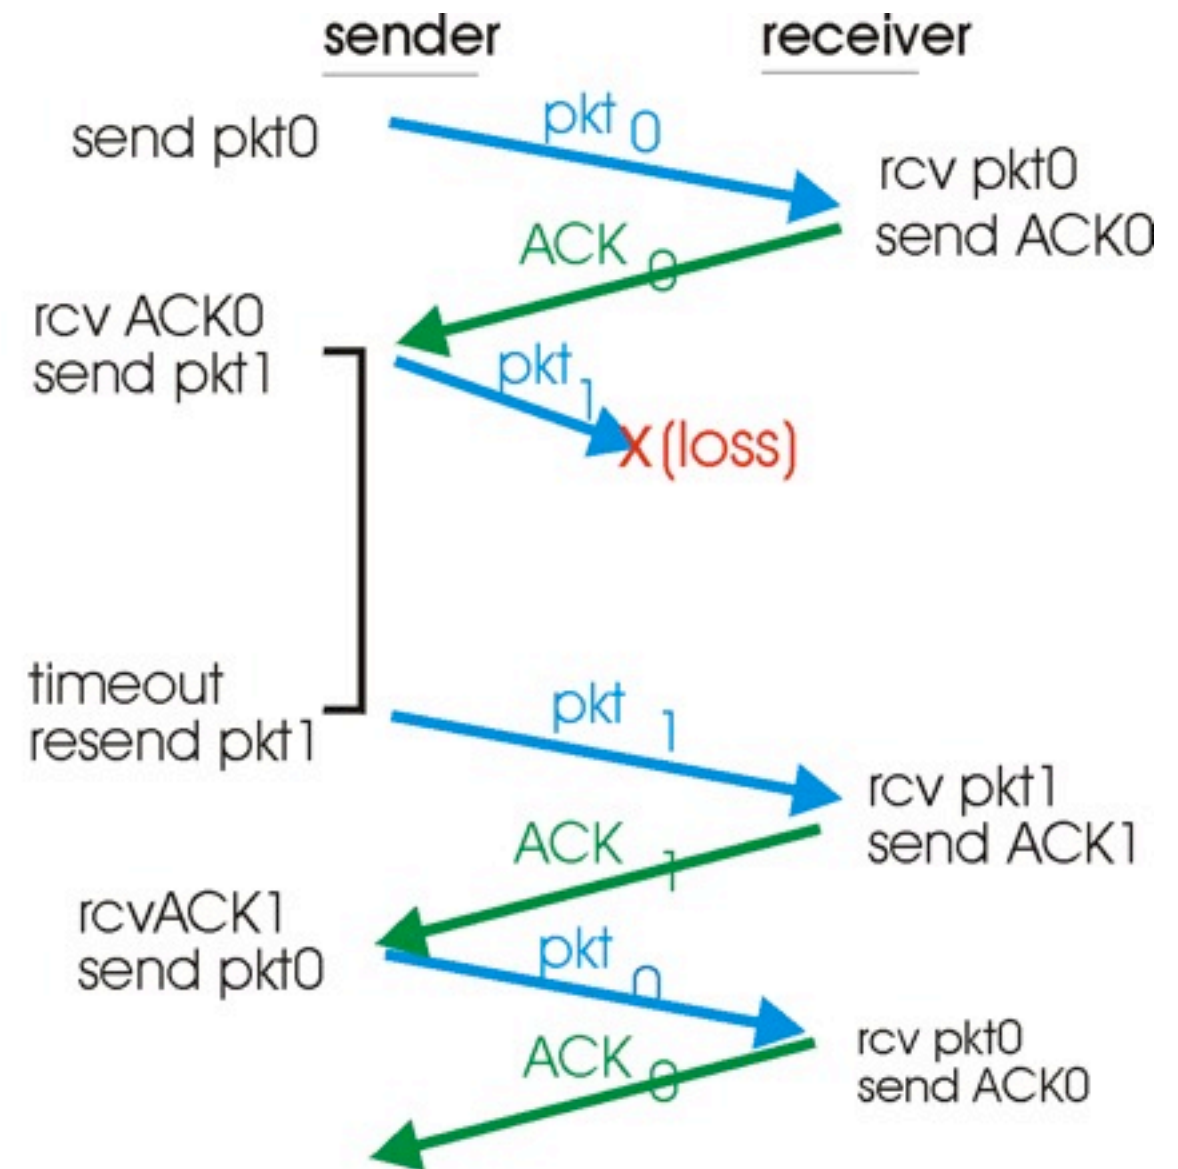 sender
receiver
send pkt0
pkt 0
rcv pkt0
send ACK0
ACK 0
rcv ACK0
send pkt1
pkt 1
X (loss)
timeout
resend pkt1
pkt 1
rcv pkt1
send ACK1
ACK 1
rcvACK1
send pkt0
pkt 0
rcv pkt0
send ACK0
ACK 0